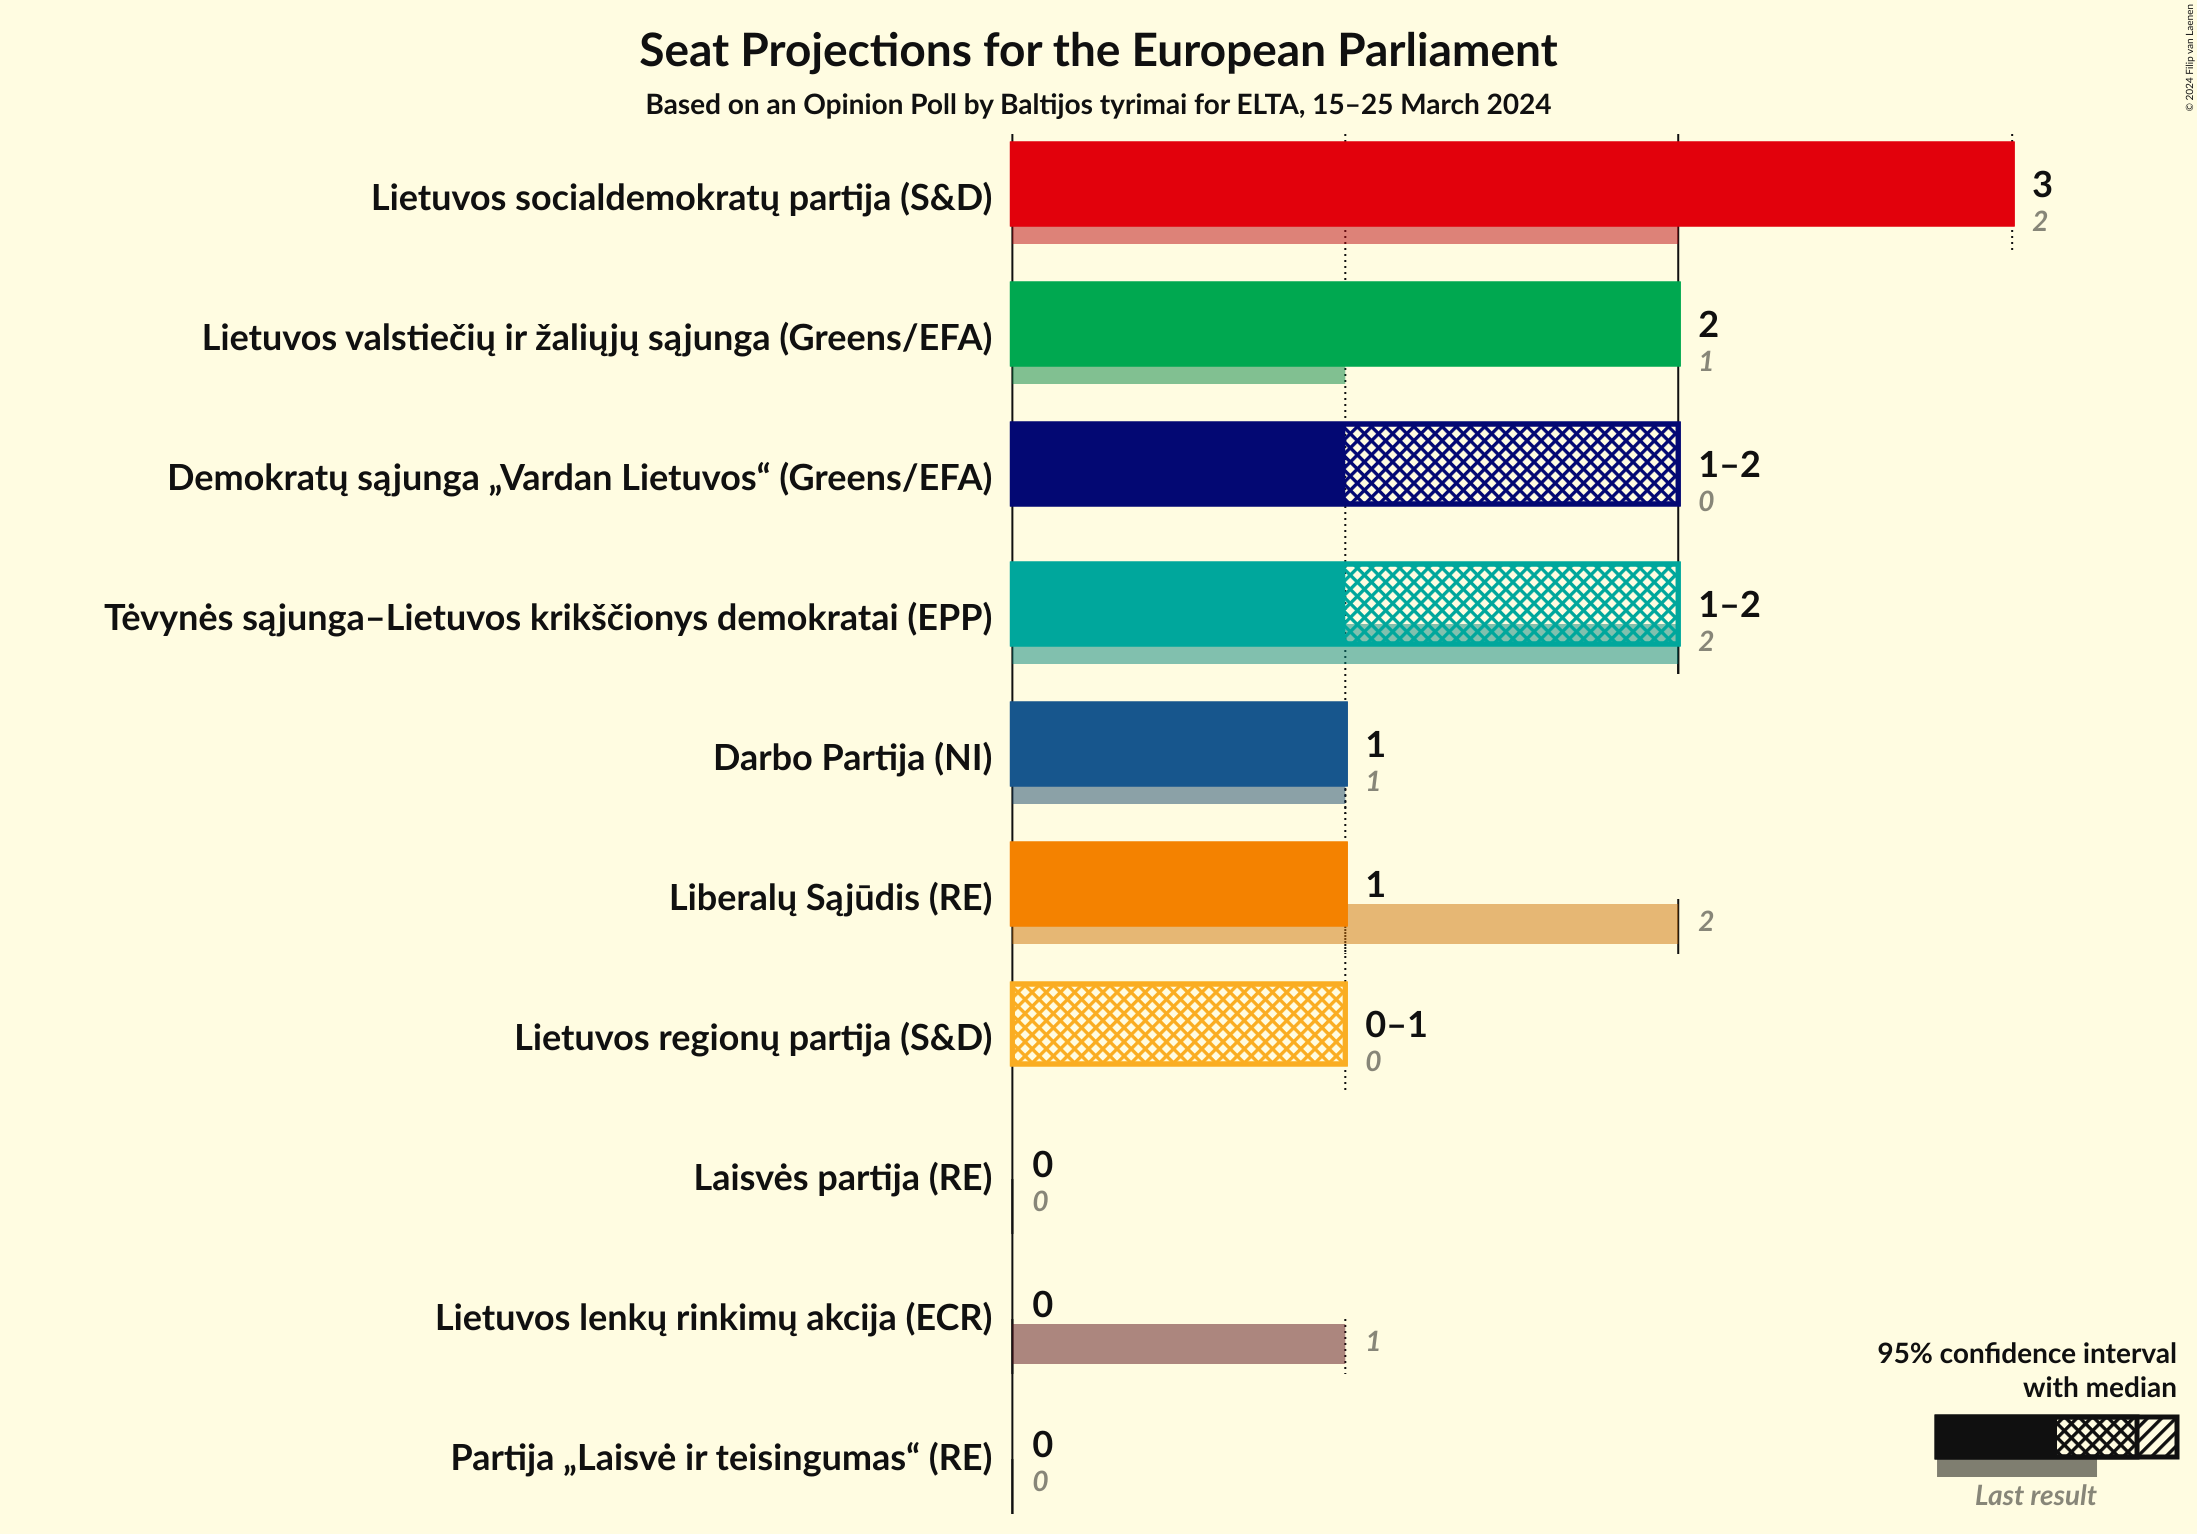 Seat Projections for the European Parliament
Based on an Opinion Poll by Baltijos tyrimai for ELTA, 15–25 March 2024
© 2024 Filip van Laenen
Lietuvos socialdemokratų partija (S&D)
3
2
Lietuvos valstiečių ir žaliųjų sąjunga (Greens/EFA)
2
1
Demokratų sąjunga „Vardan Lietuvos“ (Greens/EFA)
1–2
0
Tėvynės sąjunga–Lietuvos krikščionys demokratai (EPP)
1–2
2
Darbo Partija (NI)
1
1
Liberalų Sąjūdis (RE)
1
2
Lietuvos regionų partija (S&D)
0–1
0
Laisvės partija (RE)
0
0
Lietuvos lenkų rinkimų akcija (ECR)
0
1
Partija „Laisvė ir teisingumas“ (RE)
0
0
95% confidence interval
with median
Last result